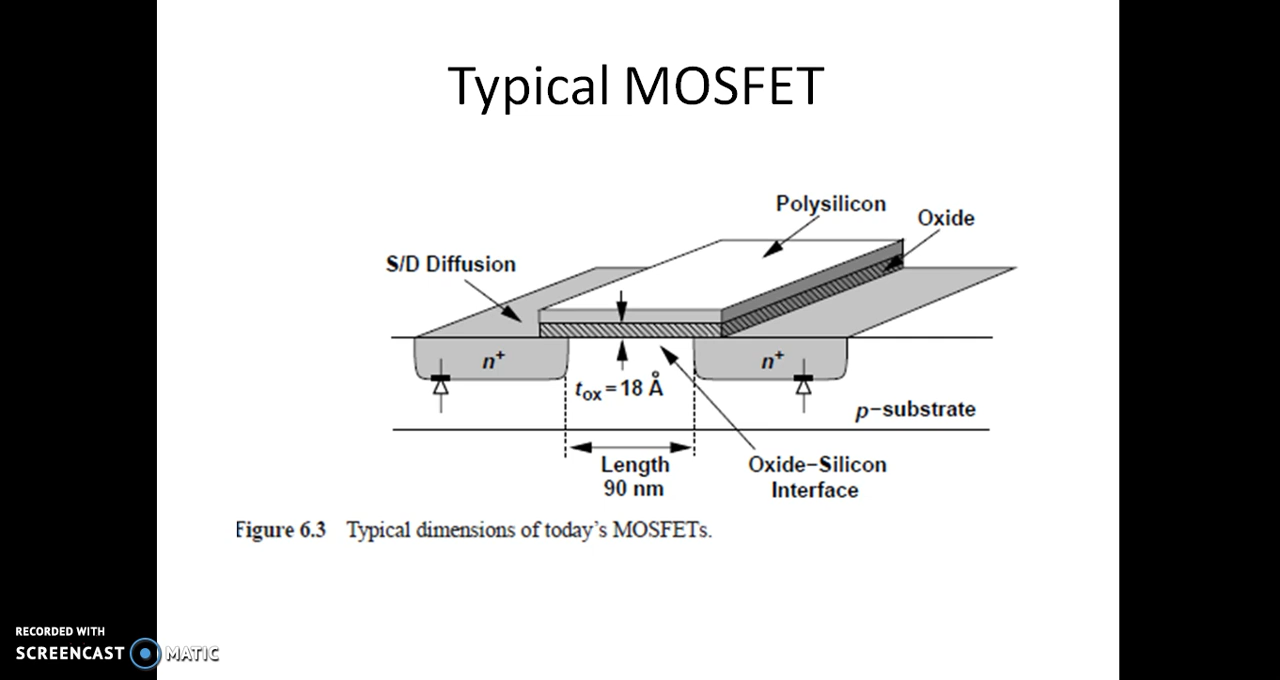 Typical MOSFET
Polysilicon
Oxide
S/D Diffusion
n+
n+
tox = 18 Å
p−substrate
Length
90 nm
Oxide−Silicon
Interface
Figure 6.3 Typical dimensions of today's MOSFETs.
RECORDED WITH
SCREENCAST MATIC